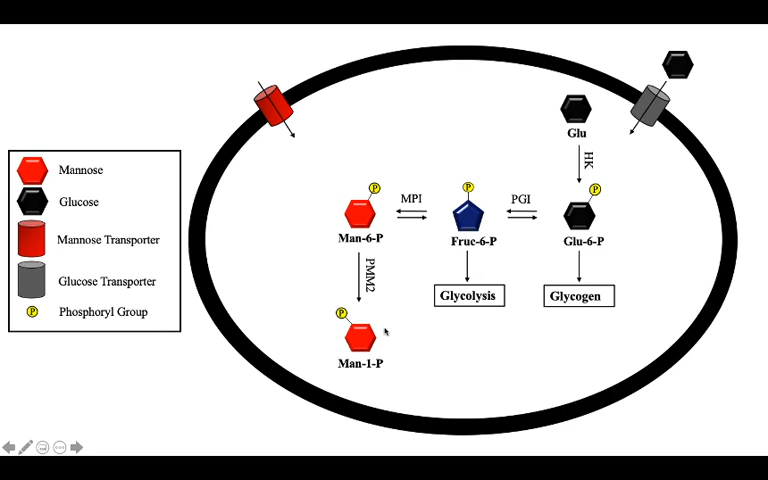 Mannose
Glucose
Mannose Transporter
Glucose Transporter
P
Phosphoryl Group
Glu
HK
P
Glu-6-P
PGI
P
Fruc-6-P
MPI
P
Man-6-P
PMM2
P
Man-1-P
Glycolysis
Glycogen